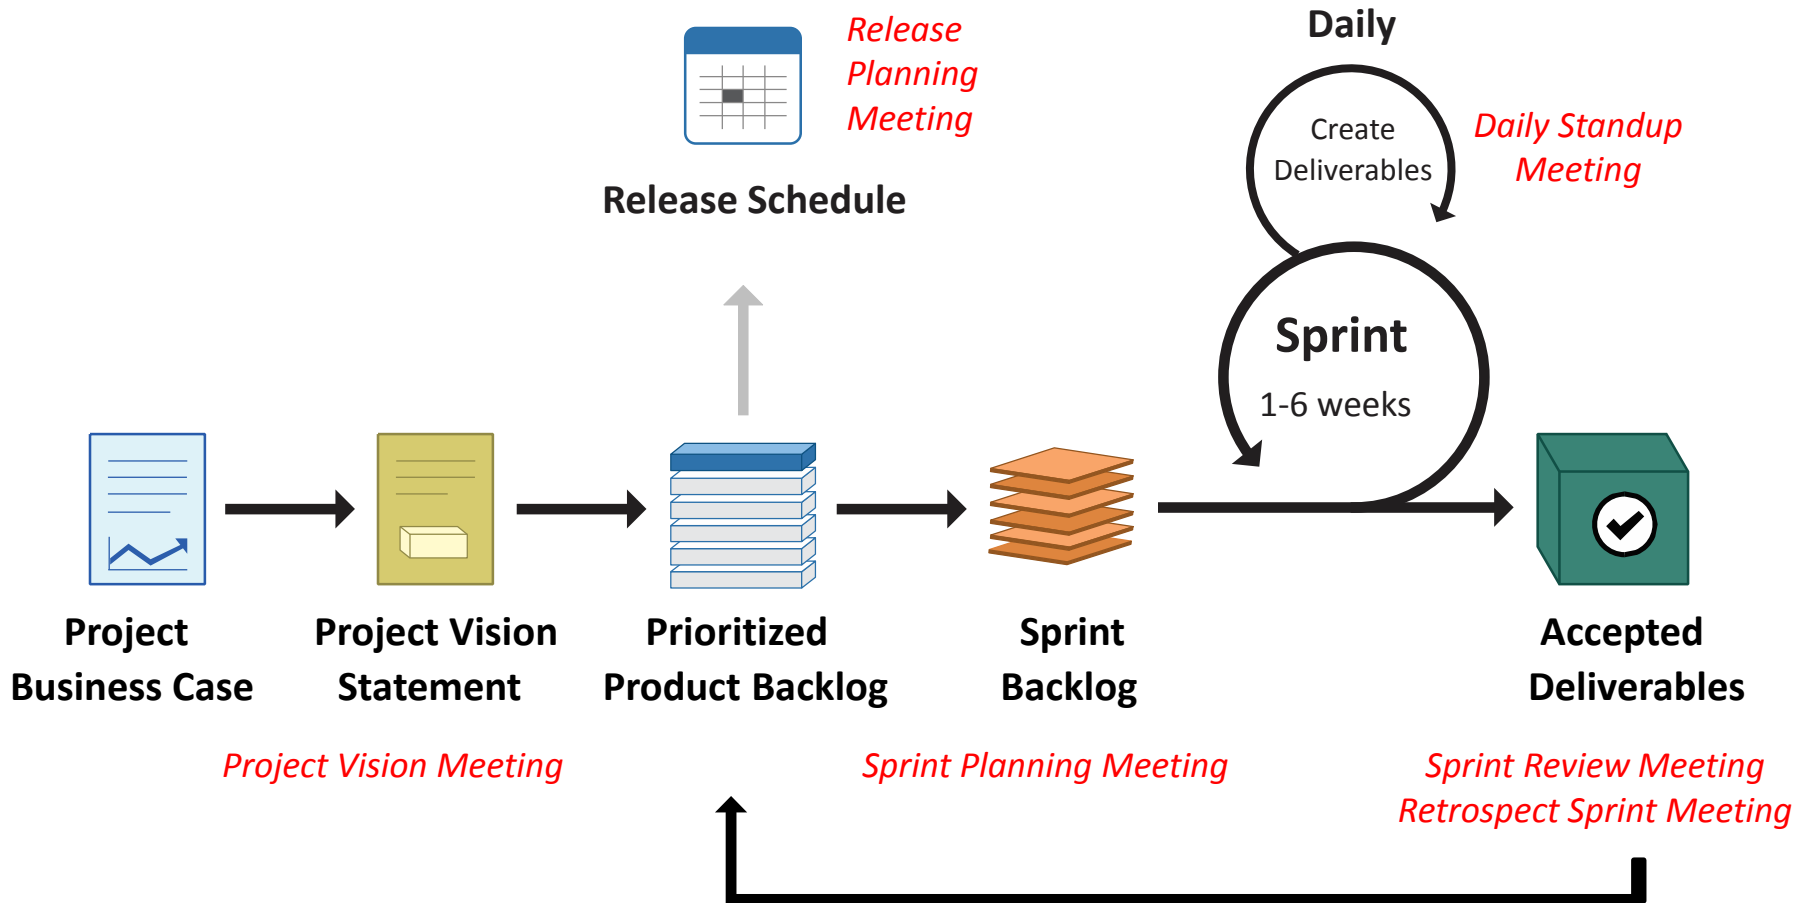 Release
Planning
Meeting
Release Schedule
Daily
Create
Deliverables
Daily Standup
Meeting
Sprint
1-6 weeks
Project
Business Case
Project Vision
Statement
Prioritized
Product Backlog
Sprint
Backlog
Accepted
Deliverables
Project Vision Meeting
Sprint Planning Meeting
Sprint Review Meeting
Retrospect Sprint Meeting